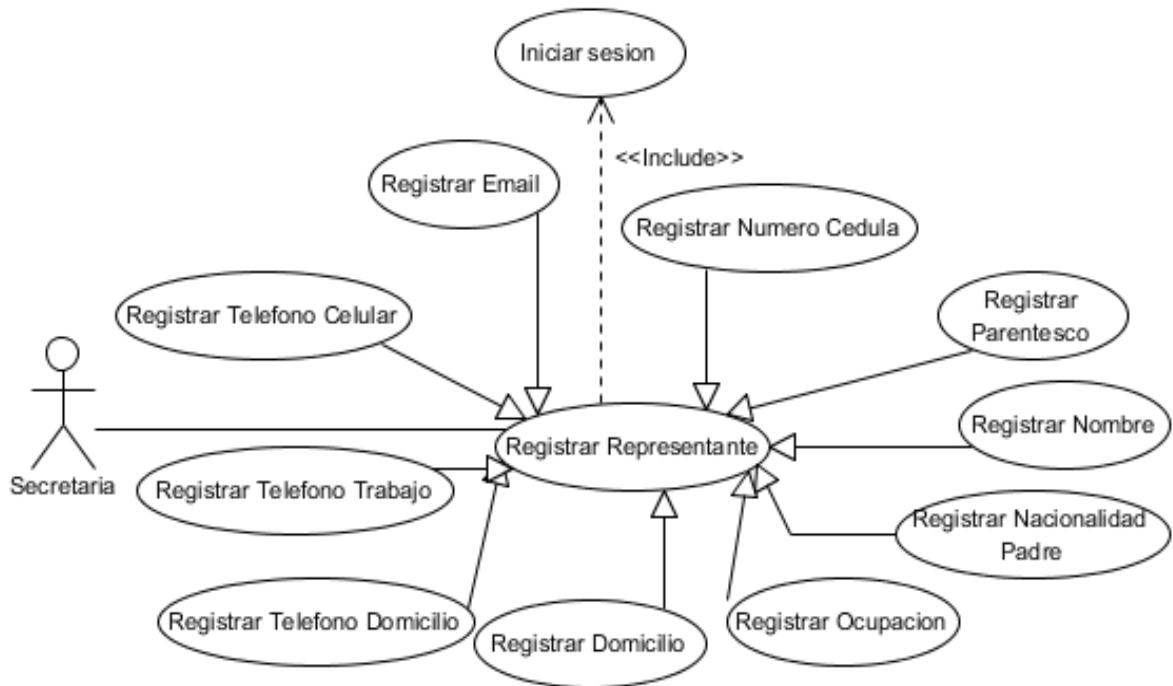 Iniciar sesion
<<Include>>
Registrar Email
Registrar Numero Cedula
Registrar Telefono Celular
Registrar
Parentesco
Registrar Nombre
Registrar Representante
Secretaria
Registrar Telefono Trabajo
Registrar Nacionalidad
Padre
Registrar Telefono Domicilio
Registrar Domicilio
Registrar Ocupacion